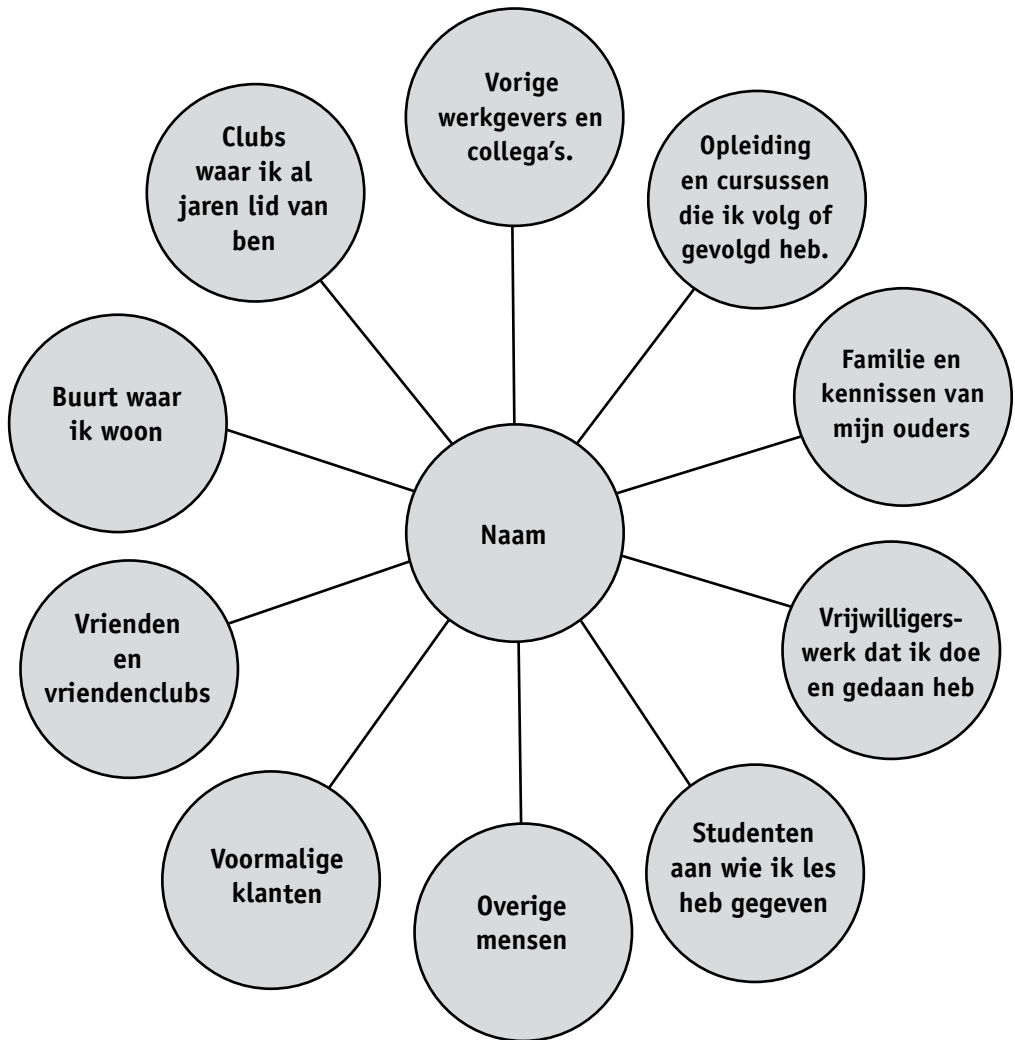 Vorige
werkgevers en
collega's.
Opleiding
en cursussen
die ik volg of
gevolgd heb.
Familie en
kennissen van
mijn ouders
Vrijwilligers-
werk dat ik doe
en gedaan heb
Studenten
aan wie ik les
heb gegeven
Overige
mensen
Voormalige
klanten
Vrienden
en
vriendenclubs
Buurt waar
ik woon
Clubs
waar ik al
jaren lid van
ben
Naam